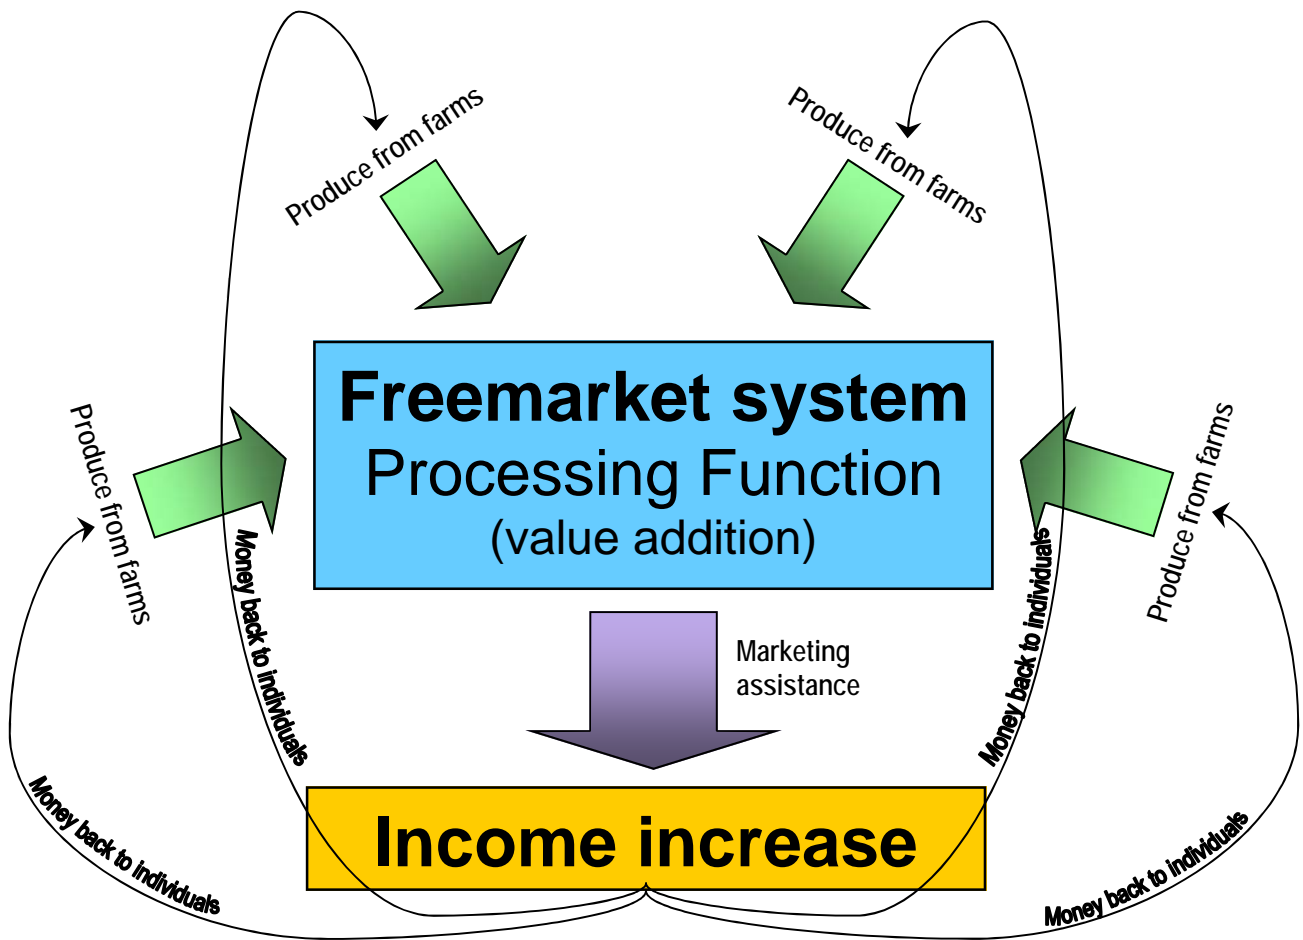 Produce from farms
Produce from farms
Freemarket system
Processing Function
(value addition)
Produce from farms
Produce from farms
Money back to individuals
Money back to individuals
Marketing
assistance
Money back to individuals
Money back to individuals
Income increase